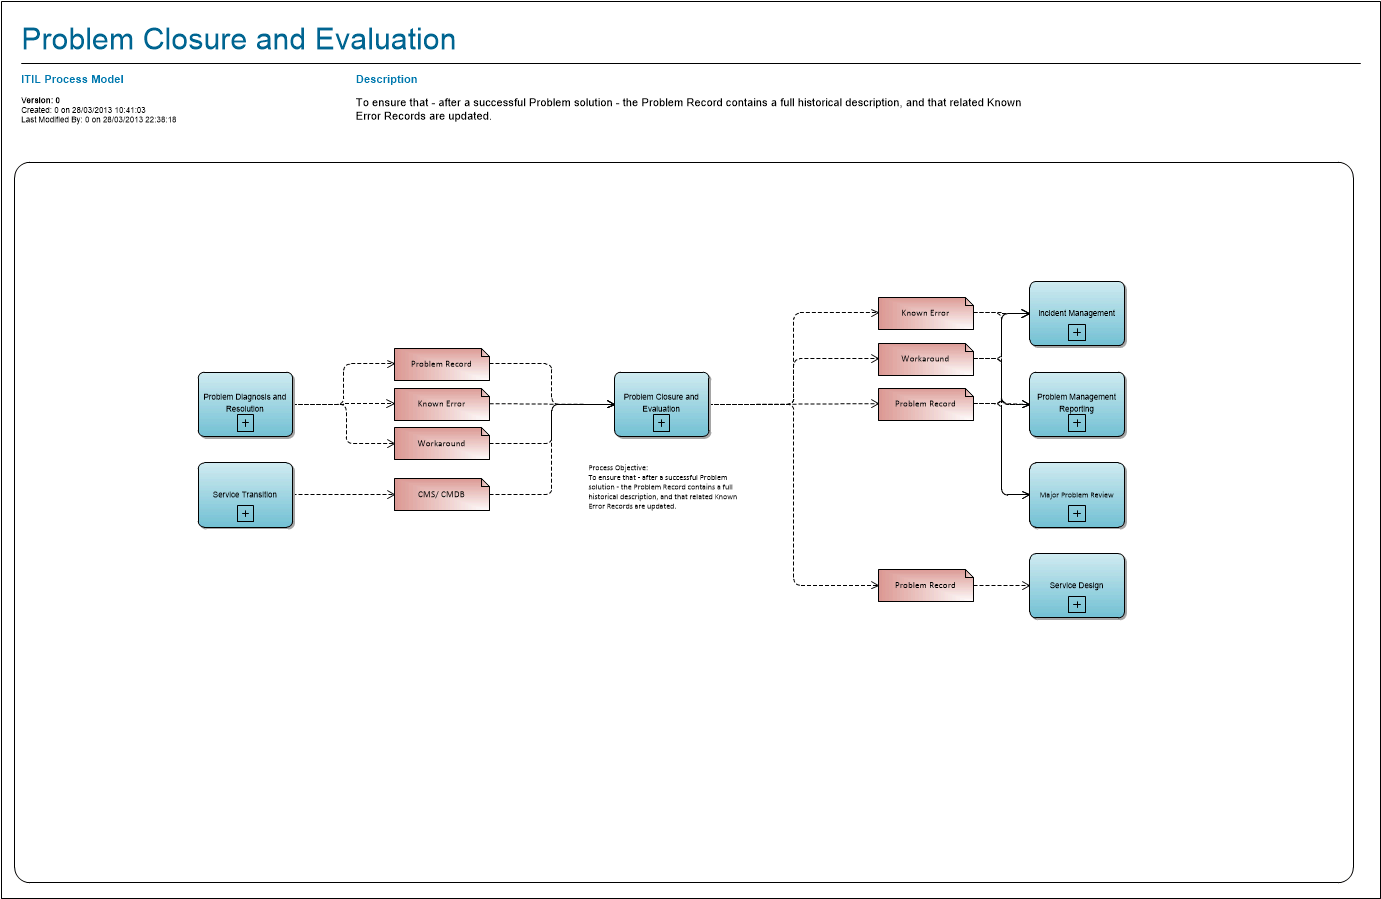 Problem Closure and Evaluation
ITIL Process Model
Version: 0
Created: 0 on 28/03/2013 10:41:03
Last Modified By: 0 on 28/03/2013 22:38:18
Description
To ensure that - after a successful Problem solution - the Problem Record contains a full historical description, and that related Known
Error Records are updated.
Problem Diagnosis and
Resolution
Service Transition
Problem Record
Known Error
Workaround
CMS/ CMDB
Problem Closure and
Evaluation
Process Objective:
To ensure that - after a successful Problem
solution - the Problem Record contains a full
historical description, and that related Known
Error Records are updated.
Known Error
Workaround
Problem Record
Problem Record
Incident Management
Problem Management
Reporting
Major Problem Review
Service Design